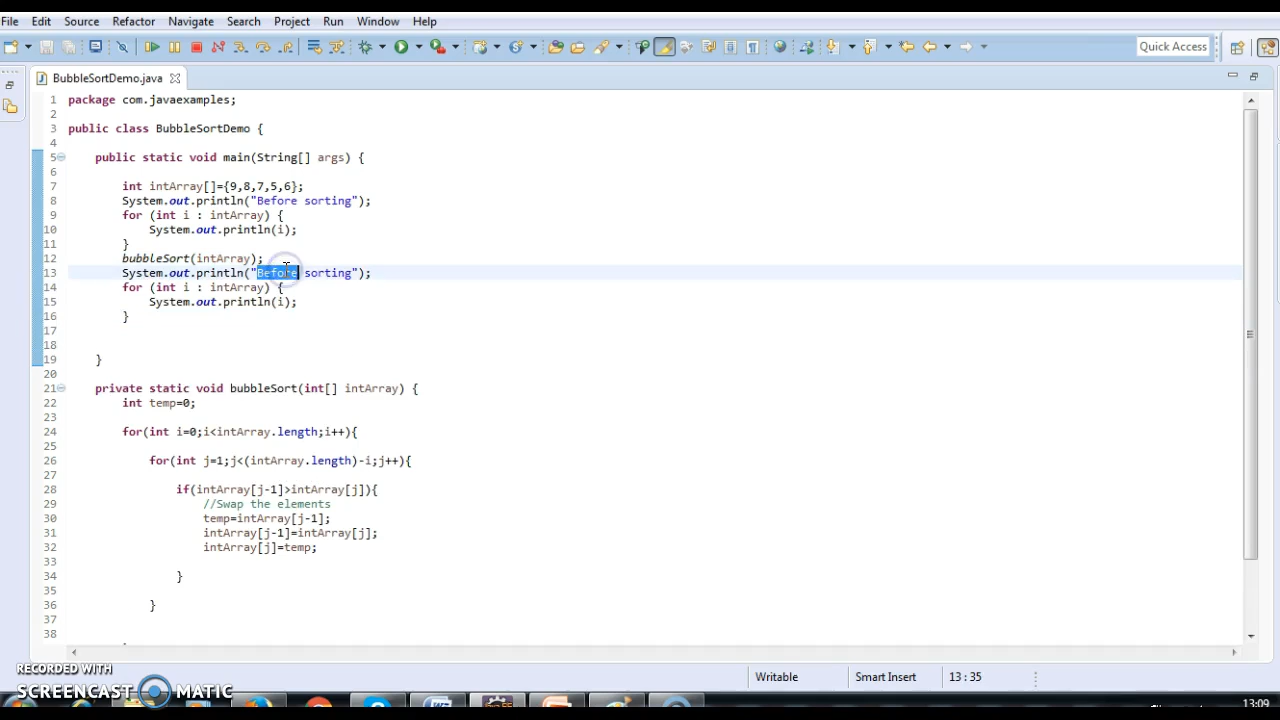 File Edit Source Refactor Navigate Search Project Run Window Help
Quick Access
BubbleSortDemo.java
1 package com.javaexamples;
2
3 public class BubbleSortDemo {
4
5 public static void main(String[] args) {
6
7 int intArray[]={9,8,7,5,6};
8 System.out.println("Before sorting");
9 for (int i : intArray) {
10 System.out.println(i);
11 }
12 bubbleSort(intArray);
13 System.out.println("Before sorting");
14 for (int i : intArray) {
15 System.out.println(i);
16 }
17
18
19 }
20
21 private static void bubbleSort(int[] intArray) {
22 int temp=0;
23
24 for(int i=0;i<intArray.length;i++){
25
26 for(int j=1;j<(intArray.length)-i;j++){
27
28 if(intArray[j-1]>intArray[j]){
29 //Swap the elements
30 temp=intArray[j-1];
31 intArray[j-1]=intArray[j];
32 intArray[j]=temp;
33
34 }
35
36 }
37
38
RECORDED WITH
SCREENCAST MATIC
Writable Smart Insert 13 : 35
13:09